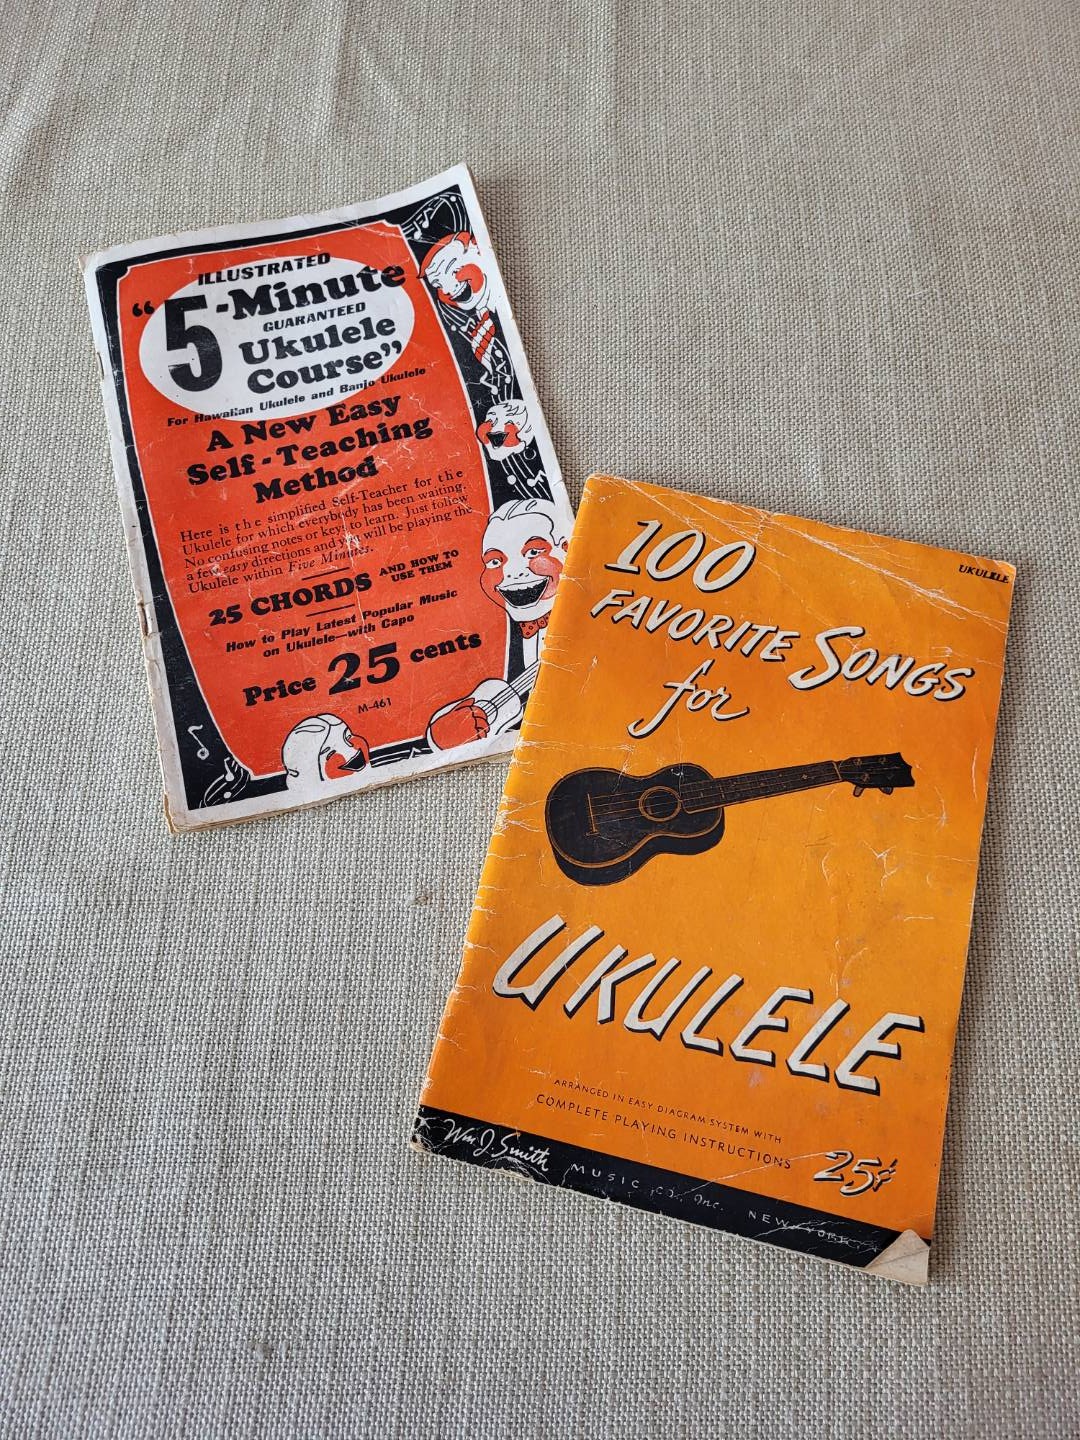 ILLUSTRATED
"5-Minute
GUARANTEED
Ukulele
Course"
For Hawaiian Ukulele and Banjo Ukulele
A New Easy
Self-Teaching
Method
Here is the simplified Self-Teacher for the
Ukulele for which everybody has been waiting.
No confusing notes or keys to learn. Just follow
a few easy directions and you will be playing the
Ukulele within Five Minutes.
25 CHORDS AND HOW TO
USE THEM
How to Play Latest Popular Music
on Ukulele—with Capo
Price 25 cents
M-461
UKULELE
100
FAVORITE SONGS
for
UKULELE
ARRANGED IN EASY DIAGRAM SYSTEM WITH
COMPLETE PLAYING INSTRUCTIONS
25¢
Wm. J. Smith MUSIC CO. Inc. NEW YORK